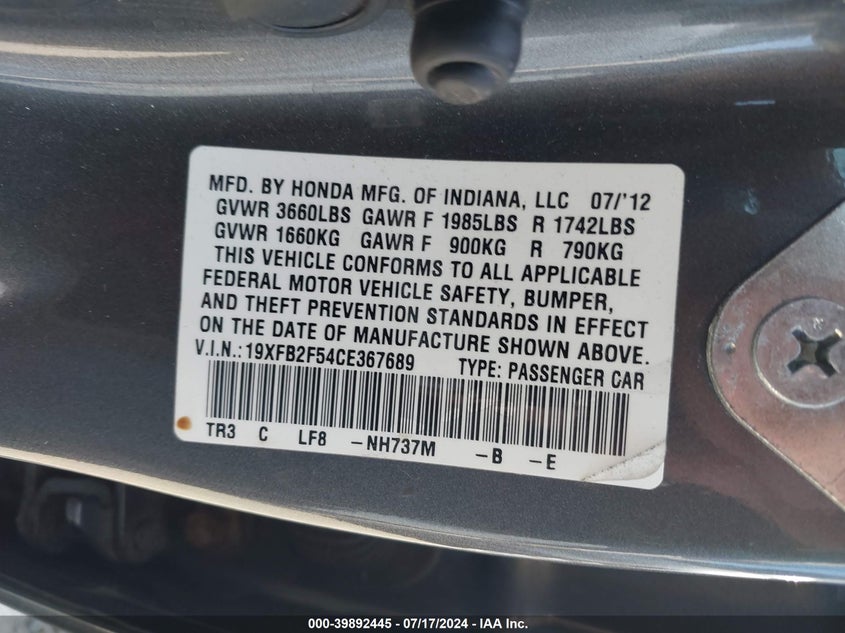 MFD. BY HONDA MFG. OF INDIANA, LLC 07/'12
GVWR 3660LBS GAWR F 1985LBS R 1742LBS
GVWR 1660KG GAWR F 900KG R 790KG
THIS VEHICLE CONFORMS TO ALL APPLICABLE
FEDERAL MOTOR VEHICLE SAFETY, BUMPER,
AND THEFT PREVENTION STANDARDS IN EFFECT
ON THE DATE OF MANUFACTURE SHOWN ABOVE.
V.I.N.: 19XFB2F54CE367689 TYPE: PASSENGER CAR
TR3 C LF8 -NH737M -B -E
000-39892445 - 07/17/2024 - IAA Inc.